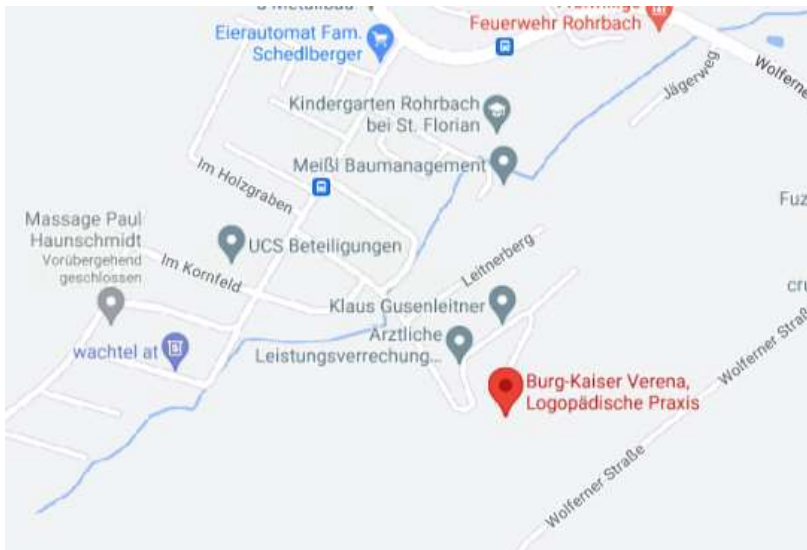 Eierautomat Fam.
Schedlberger
Feuerwehr Rohrbach
Wolferne
Jägerweg
Kindergarten Rohrbach
bei St. Florian
Meißl Baumanagement
Im Holzgraben
Fuz
Massage Paul
Haunschmidt
Vorübergehend
geschlossen
UCS Beteiligungen
Im Kornfeld
Leitnerberg
cru
Klaus Gusenleitner
Ärztliche
Leistungsverrechung...
wachtel at
Burg-Kaiser Verena,
Logopädische Praxis
Wolferner Straße
Wolferner Straße